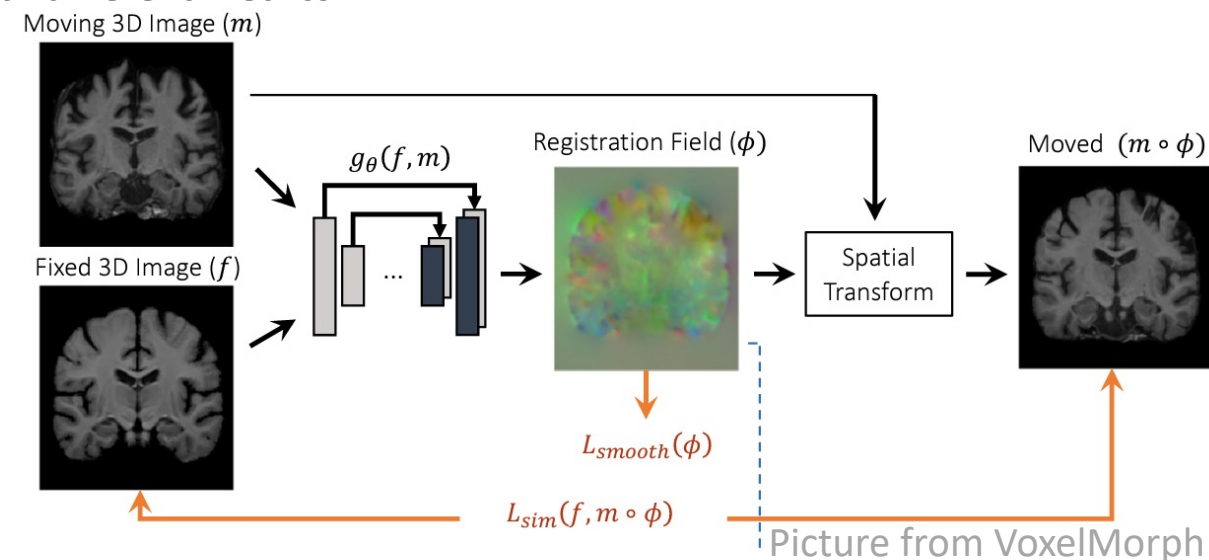 Moving 3D Image (m)
g_θ(f, m)
Registration Field (ϕ)
Moved (m ∘ ϕ)
Fixed 3D Image (f)
...
Spatial
Transform
L_smooth(ϕ)
L_sim(f, m ∘ ϕ)
Picture from VoxelMorph